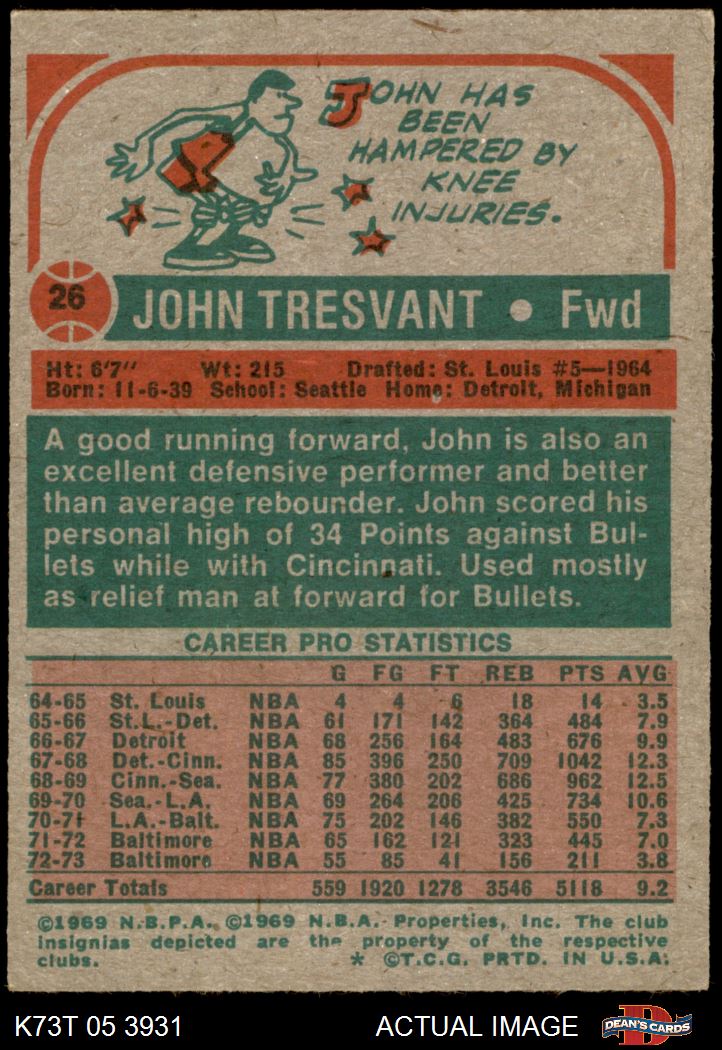 JOHN HAS
BEEN
HAMPERED BY
KNEE
INJURIES.
26
JOHN TRESVANT • Fwd
Ht: 6'7" Wt: 215 Drafted: St. Louis #5—1964
Born: 11-6-39 School: Seattle Home: Detroit, Michigan
A good running forward, John is also an
excellent defensive performer and better
than average rebounder. John scored his
personal high of 34 Points against Bul-
lets while with Cincinnati. Used mostly
as relief man at forward for Bullets.
CAREER PRO STATISTICS
G FG FT REB PTS AVG
64-65 St. Louis NBA 4 4 6 18 14 3.5
65-66 St.L.-Det. NBA 61 171 142 364 484 7.9
66-67 Detroit NBA 68 256 164 483 676 9.9
67-68 Det.-Cinn. NBA 85 396 250 709 1042 12.3
68-69 Cinn.-Sea. NBA 77 380 202 686 962 12.5
69-70 Sea.-L.A. NBA 69 264 206 425 734 10.6
70-71 L.A.-Balt. NBA 75 202 146 382 550 7.3
71-72 Baltimore NBA 65 162 121 323 445 7.0
72-73 Baltimore NBA 55 85 41 156 211 3.8
Career Totals 559 1920 1278 3546 5118 9.2
©1969 N.B.P.A. ©1969 N.B.A. Properties, Inc. The club
insignias depicted are the property of the respective
clubs. * ©T.C.G. PRTD. IN U.S.A.
K73T 05 3931 ACTUAL IMAGE D DEAN'S CARDS